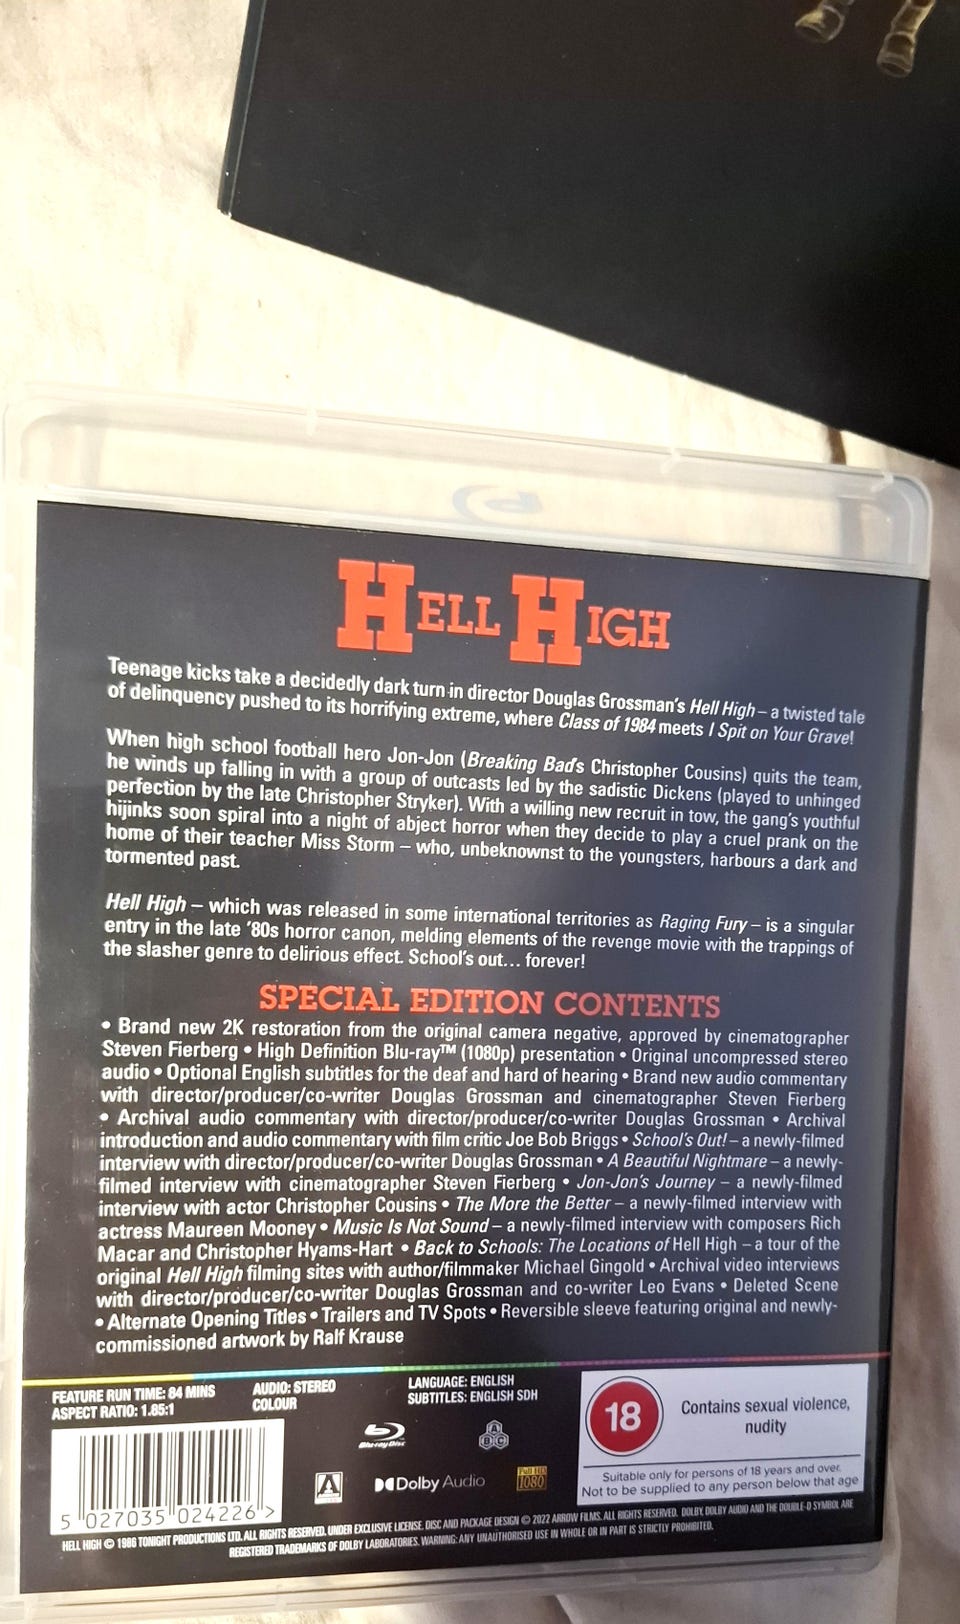 HELL HIGH
Teenage kicks take a decidedly dark turn in director Douglas Grossman's Hell High – a twisted tale
of delinquency pushed to its horrifying extreme, where Class of 1984 meets I Spit on Your Grave!
When high school football hero Jon-Jon (Breaking Bad's Christopher Cousins) quits the team,
he winds up falling in with a group of outcasts led by the sadistic Dickens (played to unhinged
perfection by the late Christopher Stryker). With a willing new recruit in tow, the gang's youthful
hijinks soon spiral into a night of abject horror when they decide to play a cruel prank on the
home of their teacher Miss Storm – who, unbeknownst to the youngsters, harbours a dark and
tormented past.
Hell High – which was released in some international territories as Raging Fury – is a singular
entry in the late '80s horror canon, melding elements of the revenge movie with the trappings of
the slasher genre to delirious effect. School's out... forever!
SPECIAL EDITION CONTENTS
• Brand new 2K restoration from the original camera negative, approved by cinematographer
Steven Fierberg • High Definition Blu-ray™ (1080p) presentation • Original uncompressed stereo
audio • Optional English subtitles for the deaf and hard of hearing • Brand new audio commentary
with director/producer/co-writer Douglas Grossman and cinematographer Steven Fierberg
• Archival audio commentary with director/producer/co-writer Douglas Grossman • Archival
introduction and audio commentary with film critic Joe Bob Briggs • School's Out! – a newly-filmed
interview with director/producer/co-writer Douglas Grossman • A Beautiful Nightmare – a newly-
filmed interview with cinematographer Steven Fierberg • Jon-Jon's Journey – a newly-filmed
interview with actor Christopher Cousins • The More the Better – a newly-filmed interview with
actress Maureen Mooney • Music Is Not Sound – a newly-filmed interview with composers Rich
Macar and Christopher Hyams-Hart • Back to Schools: The Locations of Hell High – a tour of the
original Hell High filming sites with author/filmmaker Michael Gingold • Archival video interviews
with director/producer/co-writer Douglas Grossman and co-writer Leo Evans • Deleted Scene
• Alternate Opening Titles • Trailers and TV Spots • Reversible sleeve featuring original and newly-
commissioned artwork by Ralf Krause
FEATURE RUN TIME: 84 MINS
ASPECT RATIO: 1.85:1
AUDIO: STEREO
COLOUR
LANGUAGE: ENGLISH
SUBTITLES: ENGLISH SDH
Blu-ray Disc
A B C
A
Dolby Audio
Full HD
1080
18
Contains sexual violence,
nudity
Suitable only for persons of 18 years and over.
Not to be supplied to any person below that age
5 027035 024226 >
HELL HIGH © 1986 TONIGHT PRODUCTIONS LTD. ALL RIGHTS RESERVED. UNDER EXCLUSIVE LICENSE. DISC AND PACKAGE DESIGN © 2022 ARROW FILMS. ALL RIGHTS RESERVED. DOLBY, DOLBY AUDIO AND THE DOUBLE-D SYMBOL ARE
REGISTERED TRADEMARKS OF DOLBY LABORATORIES. WARNING: ANY UNAUTHORISED USE IN WHOLE OR IN PART IS STRICTLY PROHIBITED.